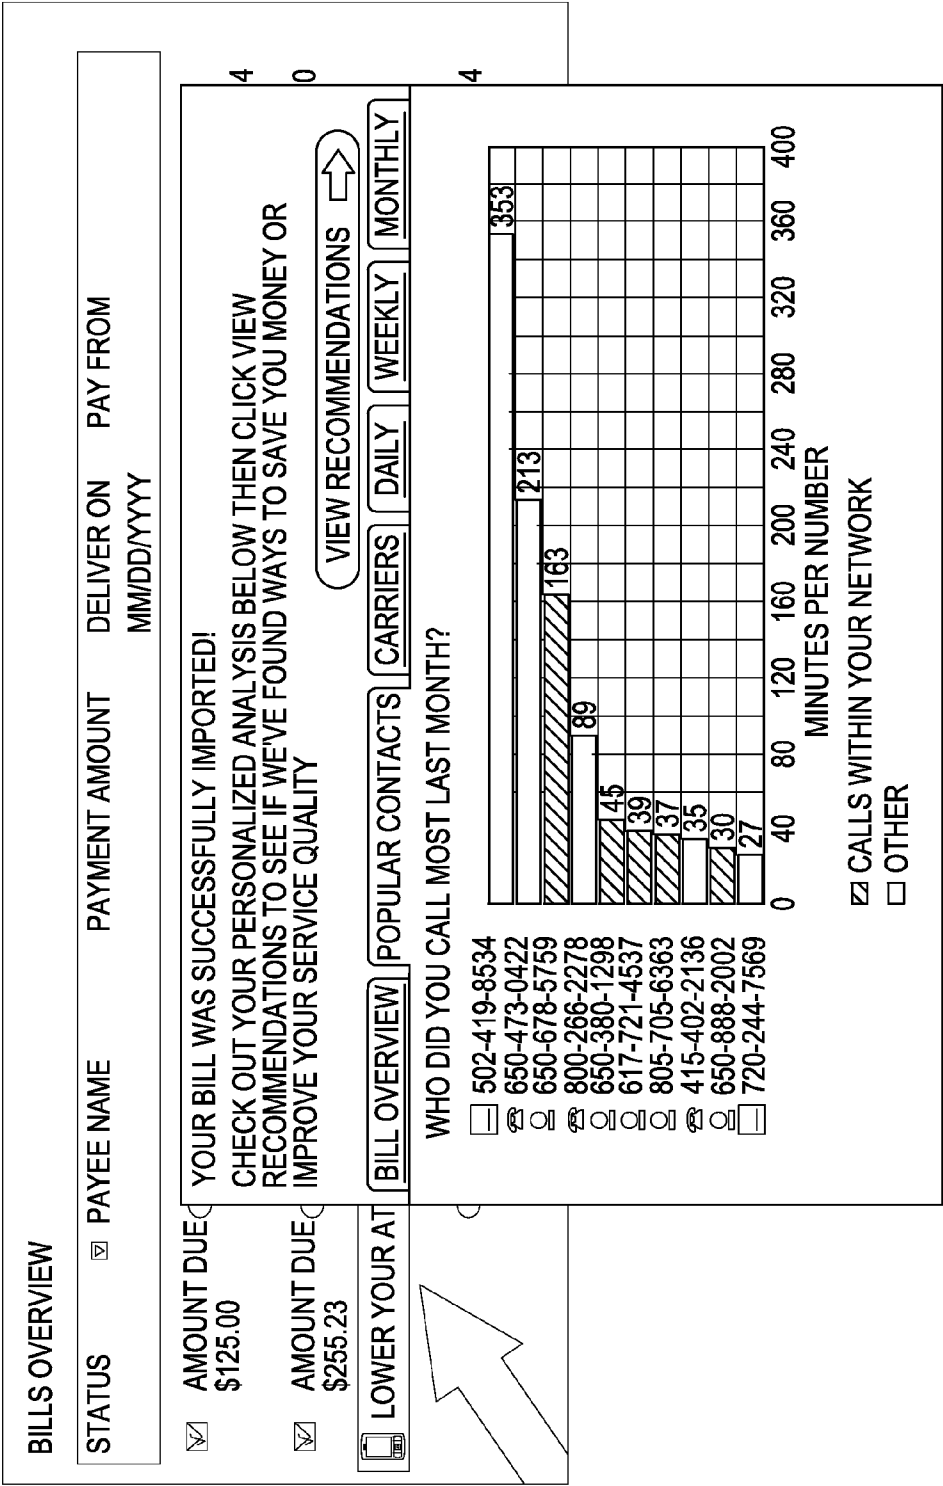 BILLS OVERVIEW
STATUS PAYEE NAME PAYMENT AMOUNT DELIVER ON PAY FROM
MM/DD/YYYY
AMOUNT DUE
$125.00
4
AMOUNT DUE
$255.23
0
LOWER YOUR AT
4
YOUR BILL WAS SUCCESSFULLY IMPORTED!
CHECK OUT YOUR PERSONALIZED ANALYSIS BELOW THEN CLICK VIEW
RECOMMENDATIONS TO SEE IF WE'VE FOUND WAYS TO SAVE YOU MONEY OR
IMPROVE YOUR SERVICE QUALITY
VIEW RECOMMENDATIONS
BILL OVERVIEW POPULAR CONTACTS CARRIERS DAILY WEEKLY MONTHLY
WHO DID YOU CALL MOST LAST MONTH?
502-419-8534 353
650-473-0422 213
650-678-5759 163
800-266-2278 89
650-380-1298 45
617-721-4537 39
805-705-6363 37
415-402-2136 35
650-888-2002 30
720-244-7569 27
0 40 80 120 160 200 240 280 320 360 400
MINUTES PER NUMBER
CALLS WITHIN YOUR NETWORK
OTHER